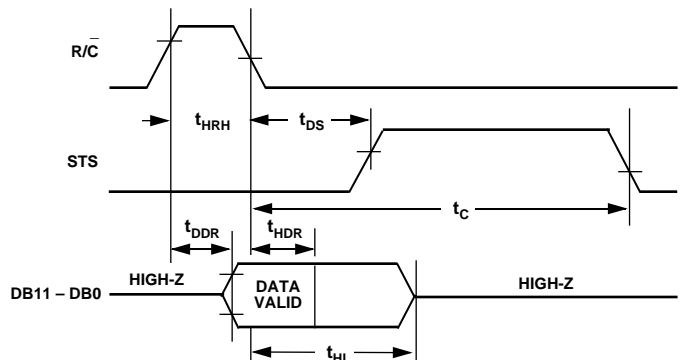 R/C̅
tHRH
tDS
STS
tC
tDDR
tHDR
HIGH-Z
DATA
VALID
HIGH-Z
DB11 – DB0
tHL